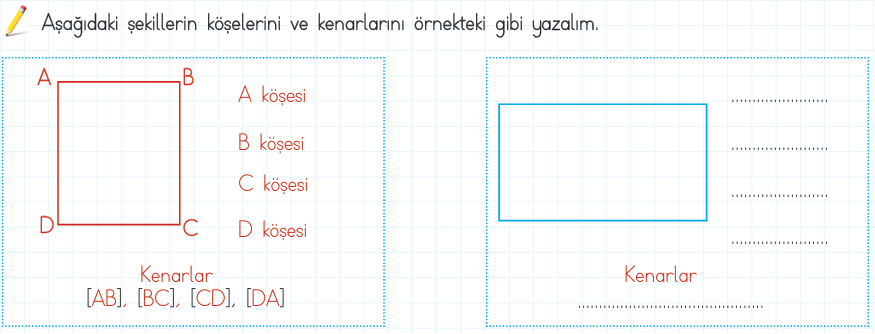 Aşağıdaki şekillerin köşelerini ve kenarlarını örnekteki gibi yazalım.
A
B
D
C
A köşesi
B köşesi
C köşesi
D köşesi
Kenarlar
[AB], [BC], [CD], [DA]
.......................
.......................
.......................
.......................
Kenarlar
...........................................